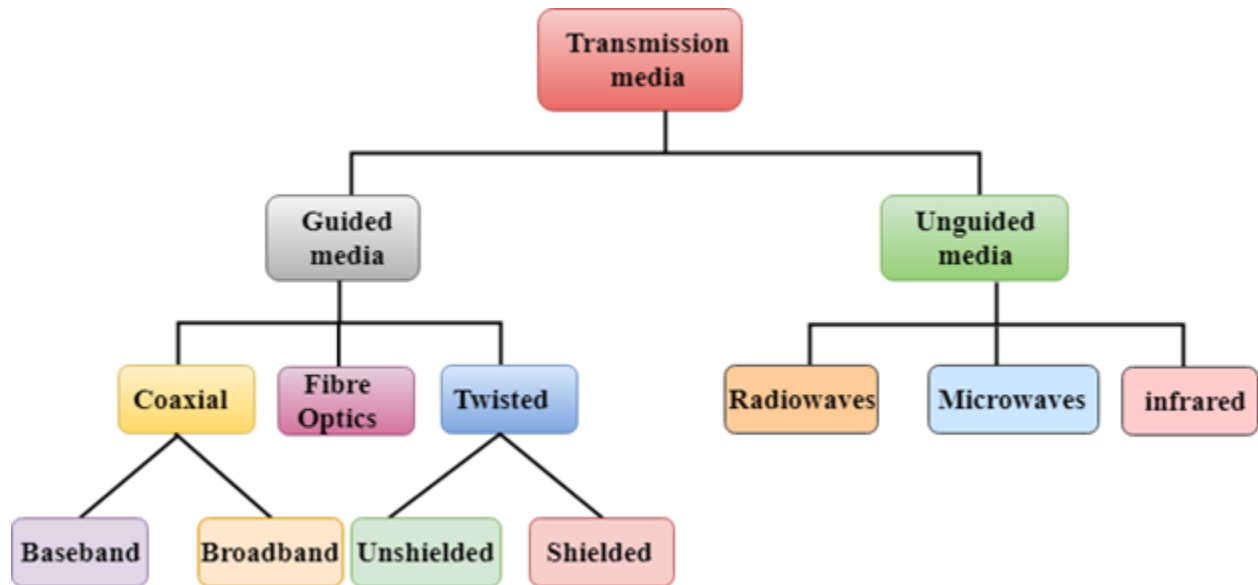 Transmission
media
Guided
media
Unguided
media
Coaxial
Fibre
Optics
Twisted
Radiowaves
Microwaves
infrared
Baseband
Broadband
Unshielded
Shielded